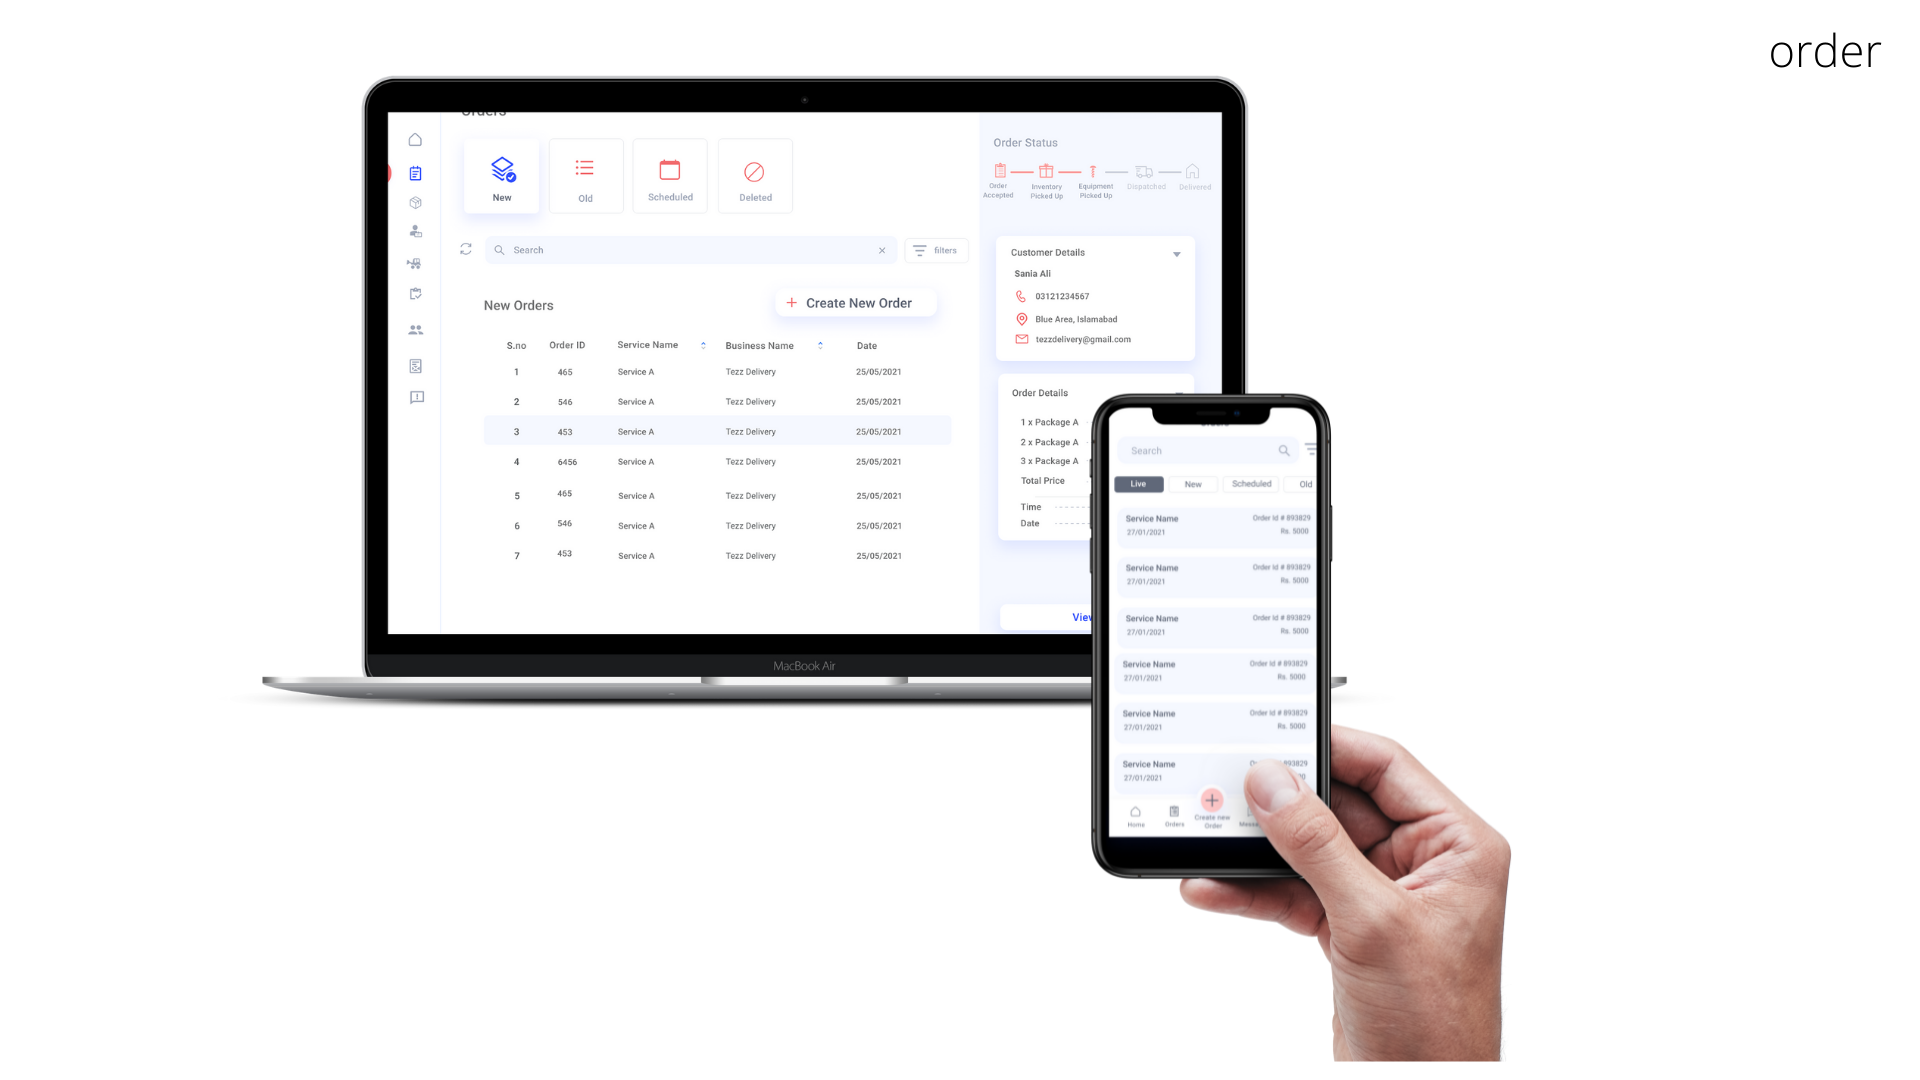 order
Orders
New
Old
Scheduled
Deleted
Search
filters
New Orders
Create New Order
S.no Order ID Service Name Business Name Date
1 465 Service A Tezz Delivery 25/05/2021
2 546 Service A Tezz Delivery 25/05/2021
3 453 Service A Tezz Delivery 25/05/2021
4 6456 Service A Tezz Delivery 25/05/2021
5 465 Service A Tezz Delivery 25/05/2021
6 546 Service A Tezz Delivery 25/05/2021
7 453 Service A Tezz Delivery 25/05/2021
Order Status
Order Accepted
Inventory Picked Up
Equipment Picked Up
Dispatched
Delivered
Customer Details
Sania Ali
03121234567
Blue Area, Islamabad
tezzdelivery@gmail.com
Order Details
1 x Package A
2 x Package A
3 x Package A
Total Price
Time
Date
MacBook Air
Search
Live New Scheduled Old
Service Name Order Id # 893829
27/01/2021 Rs. 5000
Service Name Order Id # 893829
27/01/2021 Rs. 5000
Service Name Order Id # 893829
27/01/2021 Rs. 5000
Service Name Order Id # 893829
27/01/2021 Rs. 5000
Service Name Order Id # 893829
27/01/2021 Rs. 5000
Service Name
27/01/2021
Home
Orders
Create new
Order